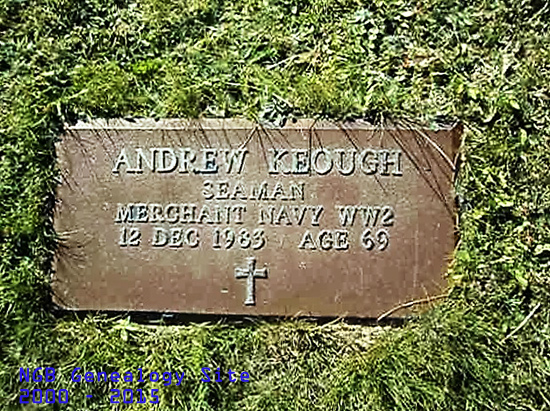 ANDREW KEOUGH
SEAMAN
MERCHANT NAVY WW2
12 DEC 1983 AGE 69
NGB Genealogy Site
2000 - 2015